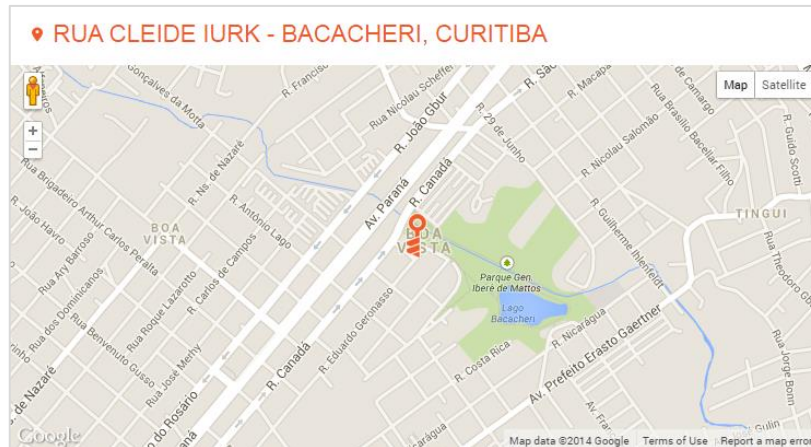 RUA CLEIDE IURK - BACACHERI, CURITIBA
Map Satellite
Gonçalves da Motta
R. Francisco
Rua Nicolau Scheffer
R. João Gbur
R. São
R. Macapá
de Camargo
Rua Brasílio Bacellar Filho
R. Guido Scotti
R. 29 de Junho
R. Nicolau Salomão
R. Canadá
Av. Paraná
R. Ns. de Nazaré
Rua Brigadeiro Arthur Carlos Peralta
R. Antônio Lago
R. João Havro
BOA
VISTA
BOA
VISTA
TINGUI
Rua Ary Barroso
R. Carlos de Campos
R. Guilherme Ihlenfeldt
Rua Theodoro
Parque Gen.
Iberê de Mattos
Lago
Bacacheri
Rua dos Dominicanos
Rua Roque Lazarotto
Rua Benvenuto Gusso
R. Eduardo Geronasso
R. Nicarágua
Av. Prefeito Erasto Gaertner
Rua José Merhy
R. Canadá
R. Costa Rica
Rua Jorge Bonn
de Nazaré
do Rosário
Nicarágua
Gulin
Google
Map data ©2014 Google Terms of Use Report a map error